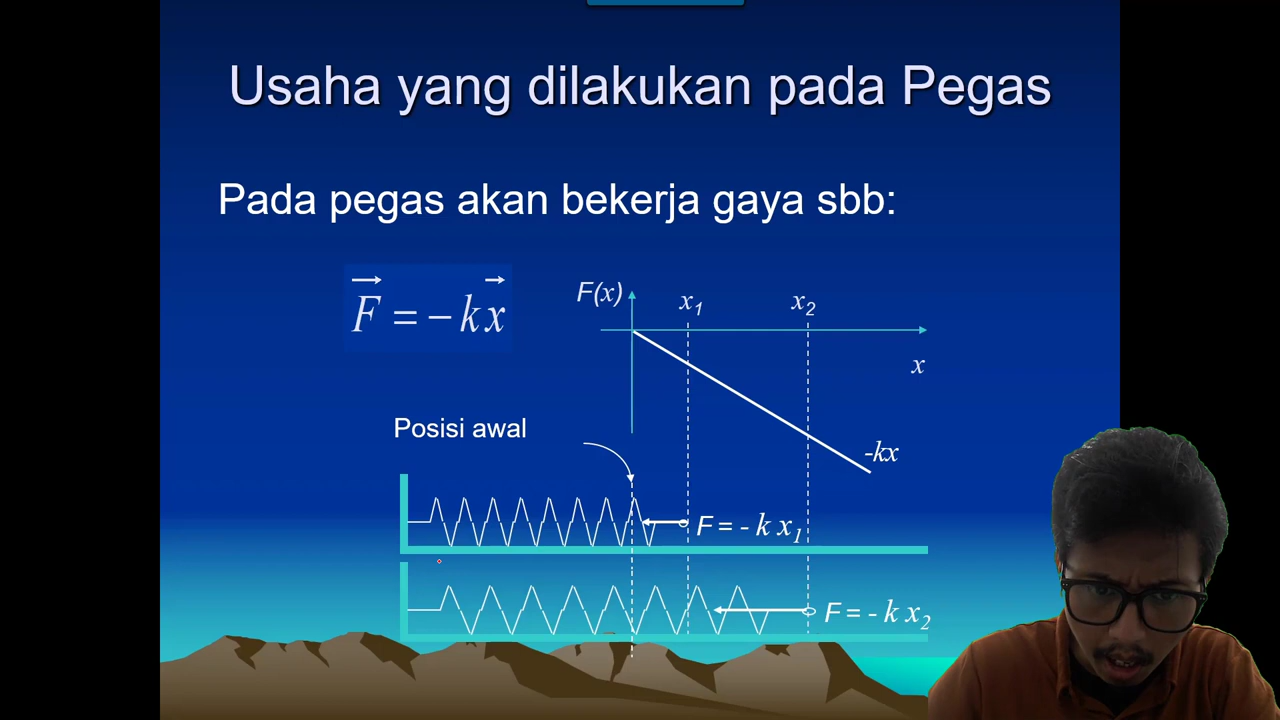 Usaha yang dilakukan pada Pegas
Pada pegas akan bekerja gaya sbb:
F = − kx
F(x)
x1
x2
x
-kx
Posisi awal
F = - k x1
F = - k x2